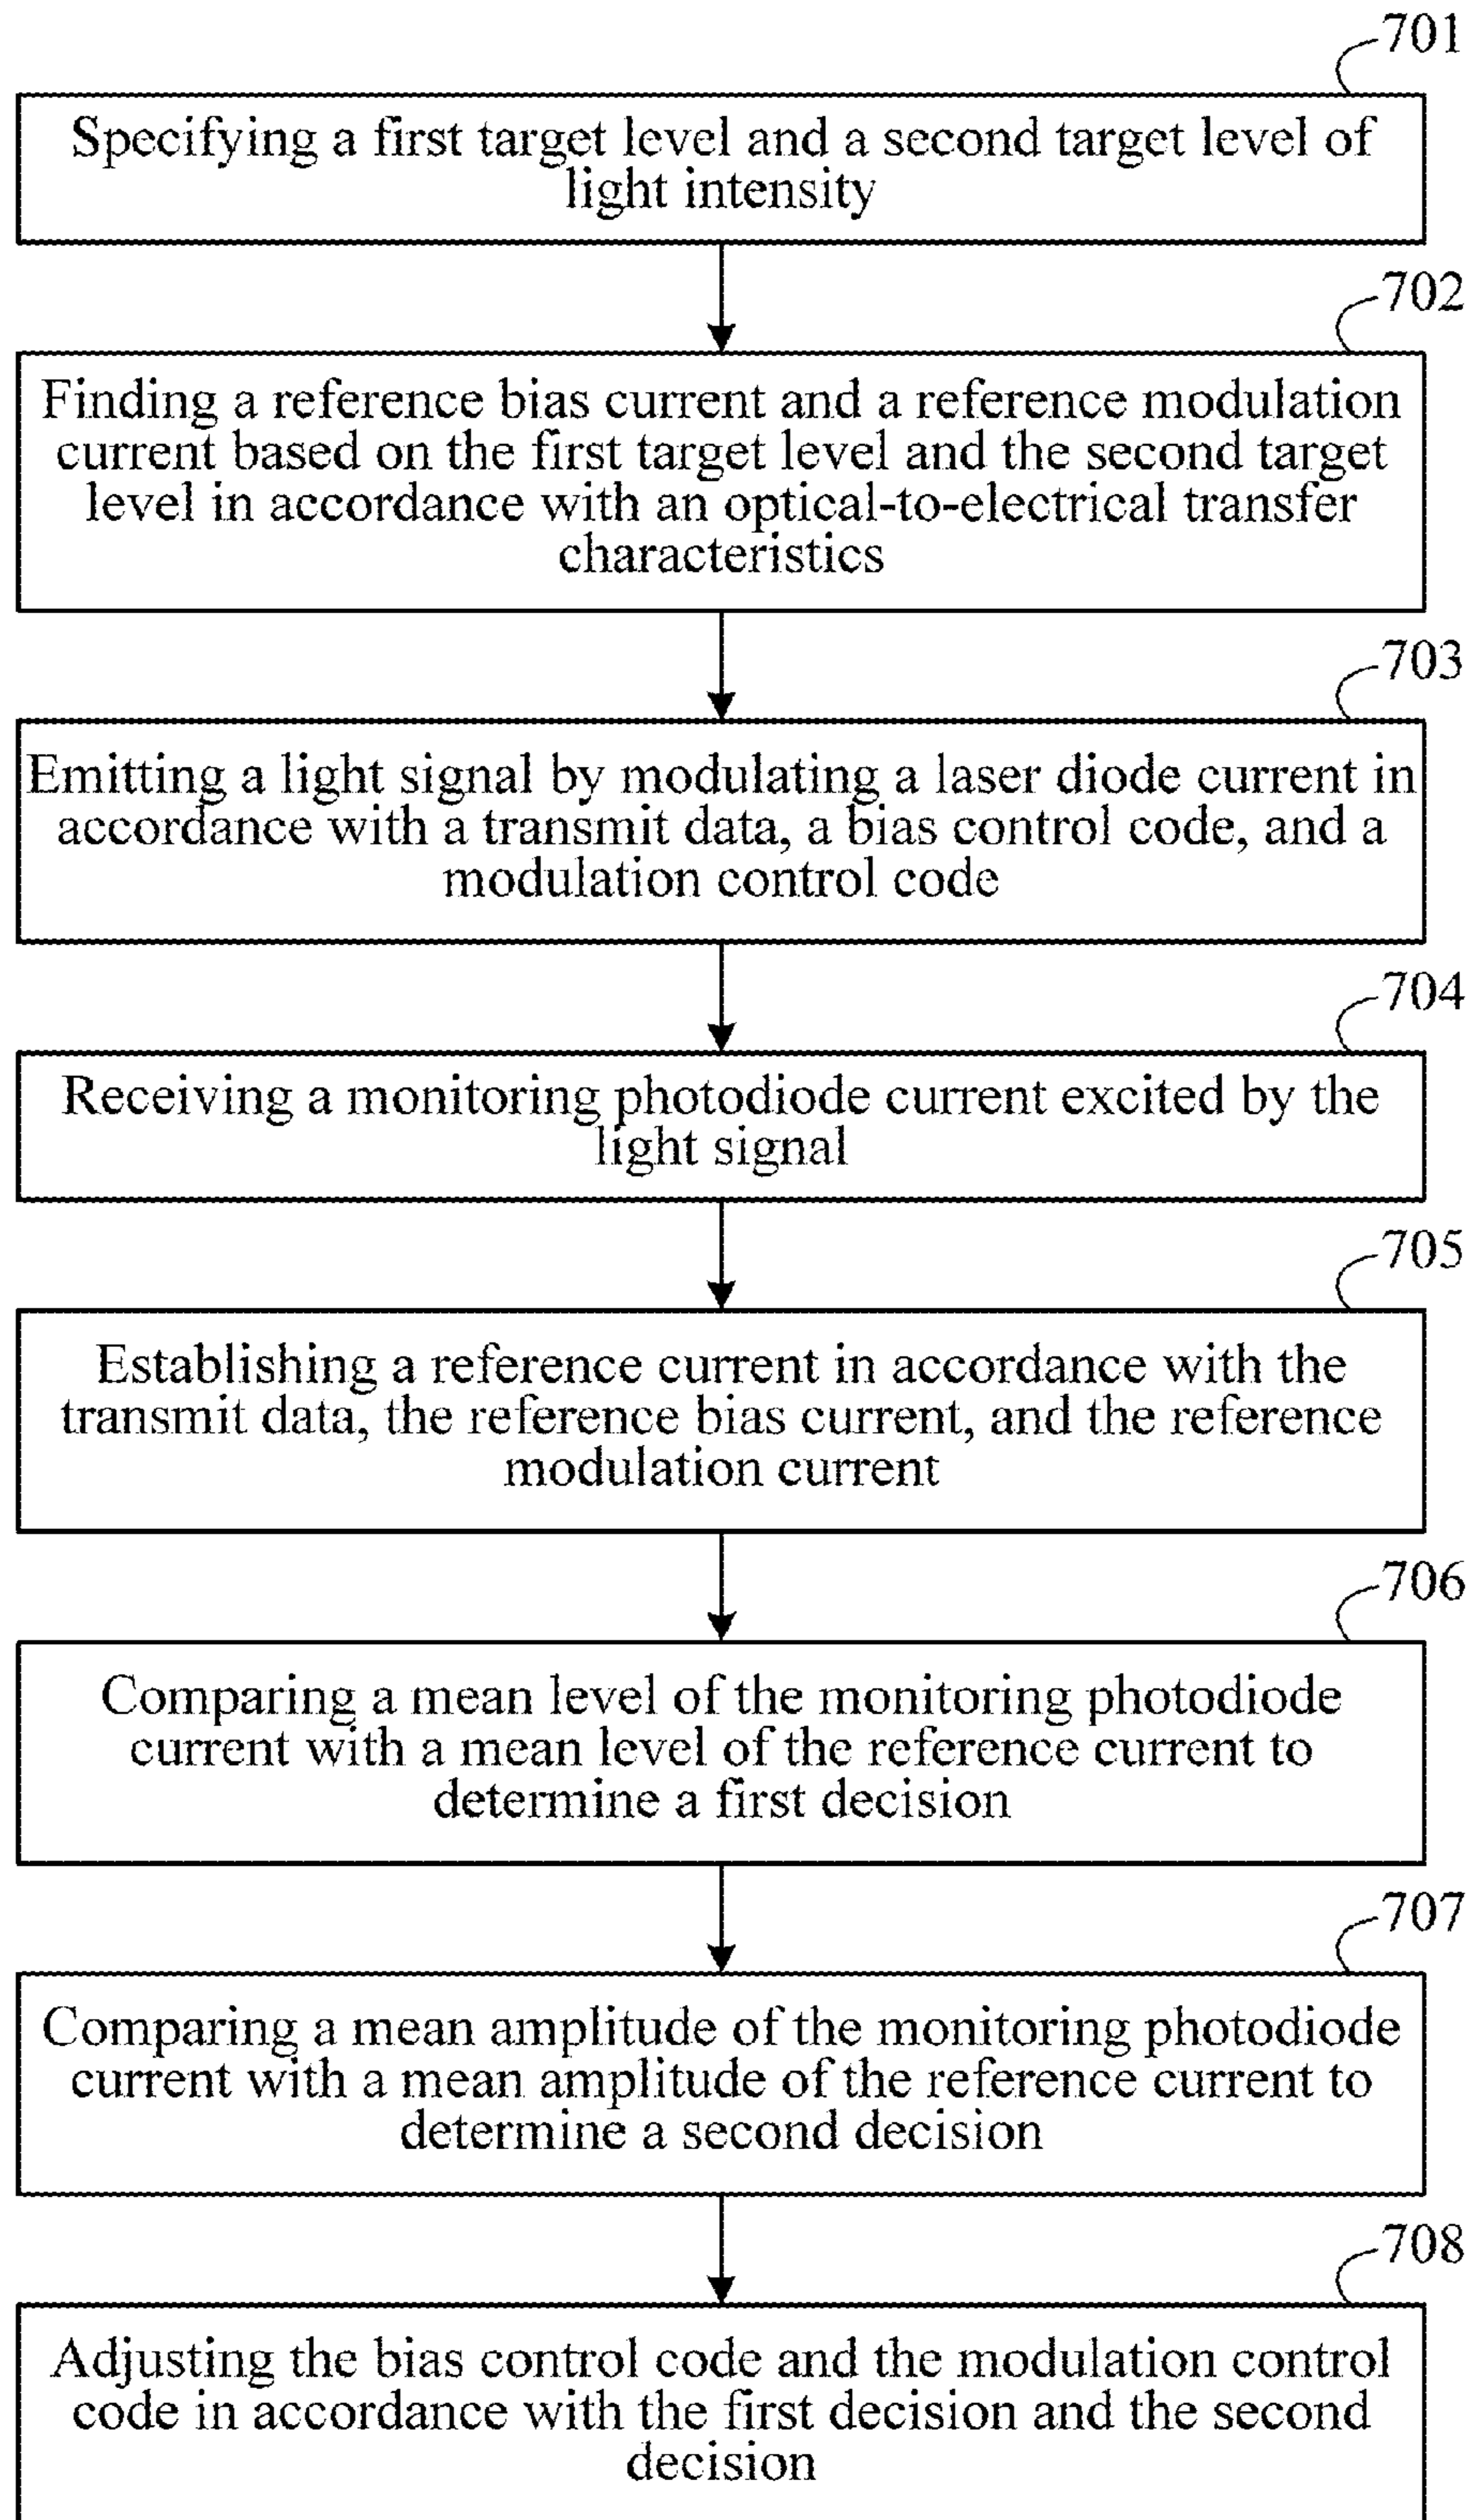 701
Specifying a first target level and a second target level of
light intensity
702
Finding a reference bias current and a reference modulation
current based on the first target level and the second target
level in accordance with an optical-to-electrical transfer
characteristics
703
Emitting a light signal by modulating a laser diode current in
accordance with a transmit data, a bias control code, and a
modulation control code
704
Receiving a monitoring photodiode current excited by the
light signal
705
Establishing a reference current in accordance with the
transmit data, the reference bias current, and the reference
modulation current
706
Comparing a mean level of the monitoring photodiode
current with a mean level of the reference current to
determine a first decision
707
Comparing a mean amplitude of the monitoring photodiode
current with a mean amplitude of the reference current to
determine a second decision
708
Adjusting the bias control code and the modulation control
code in accordance with the first decision and the second
decision